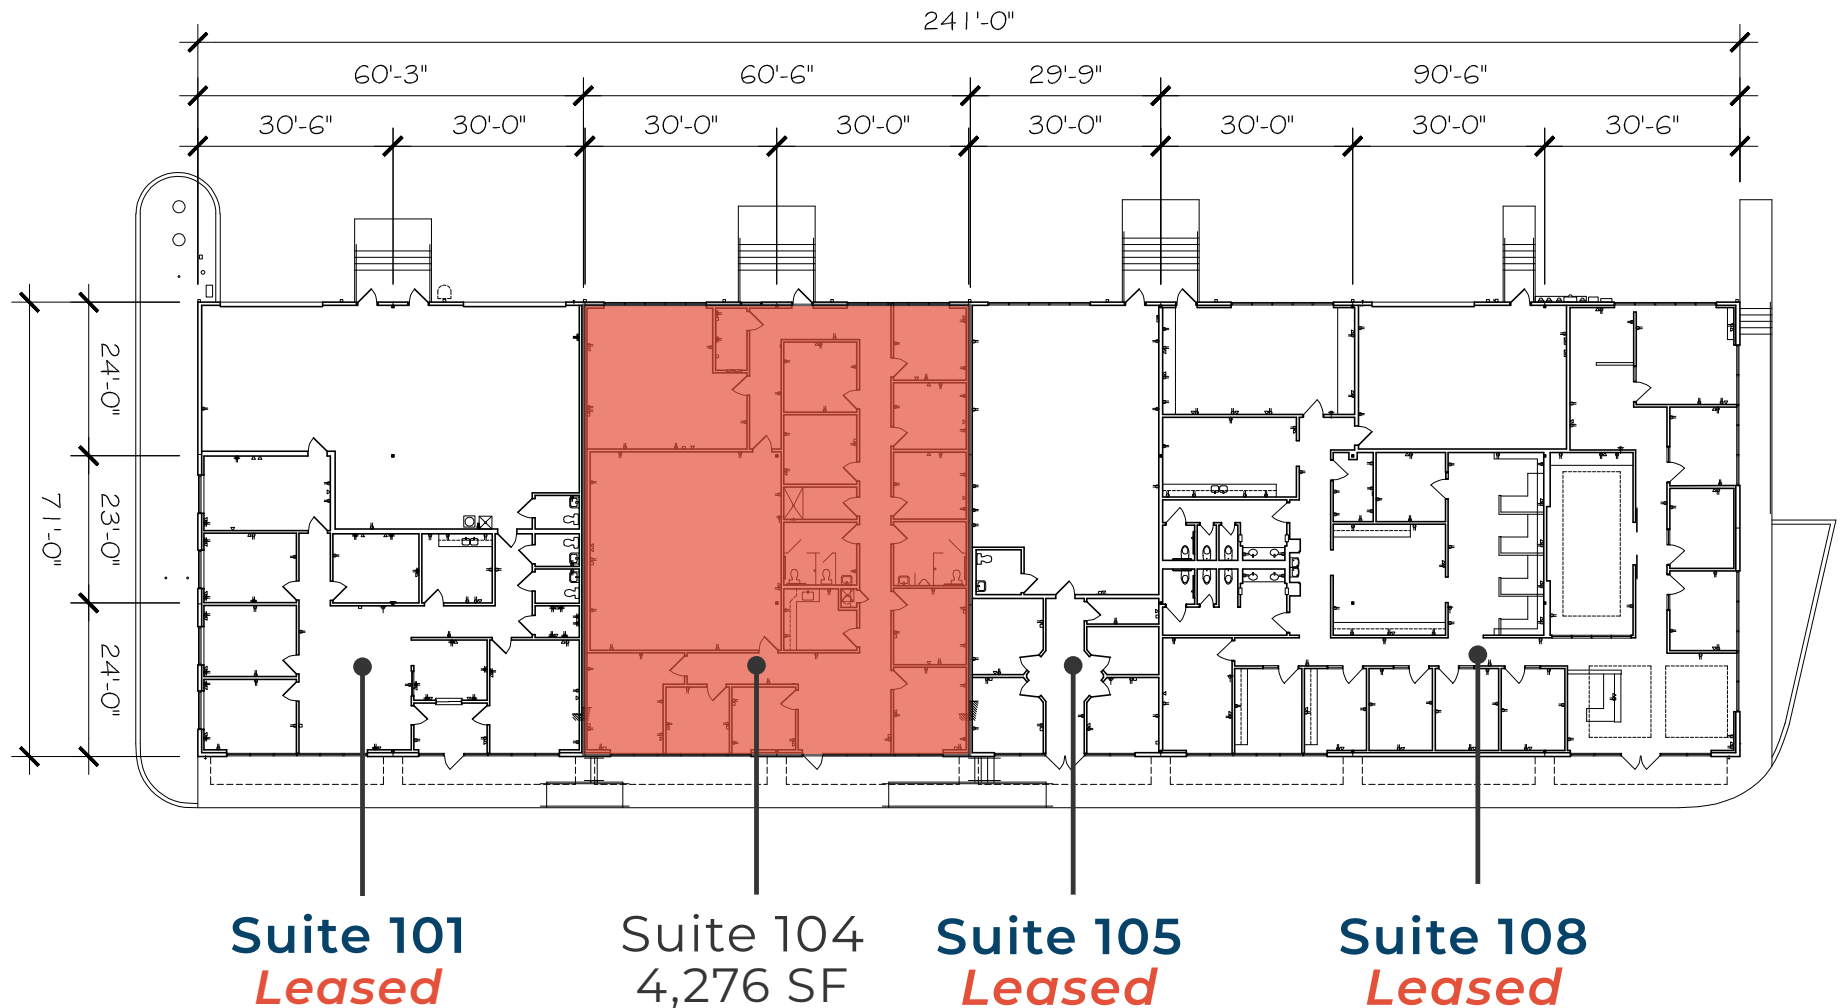 241'-0"
60'-3" 60'-6" 29'-9" 90'-6"
30'-6" 30'-0" 30'-0" 30'-0" 30'-0" 30'-0" 30'-0" 30'-6"
24'-0"
71'-0"
23'-0"
24'-0"
Suite 101
Leased
Suite 104
4,276 SF
Suite 105
Leased
Suite 108
Leased